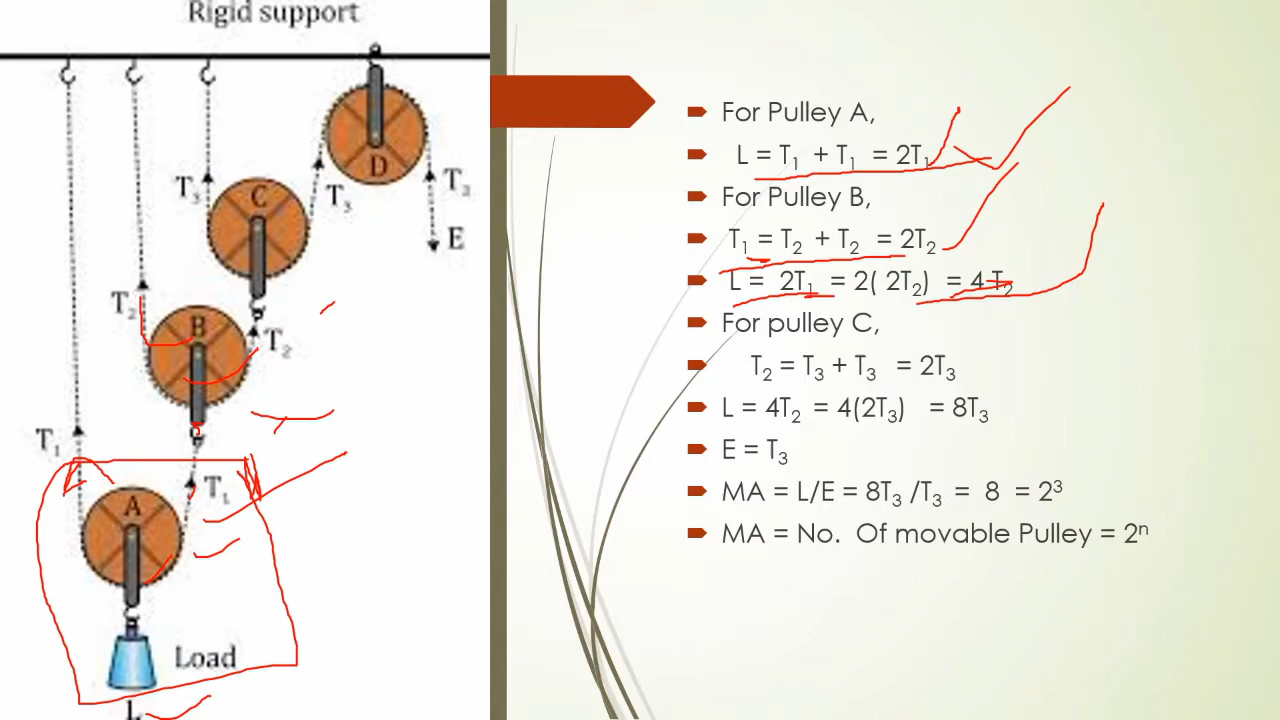 Rigid support
D
C
T₃
T₃
T₃
E
T₂
B
T₂
T₁
T₁
A
Load
L
For Pulley A,
L = T₁ + T₁ = 2T₁
For Pulley B,
T₁ = T₂ + T₂ = 2T₂
L = 2T₁ = 2( 2T₂) = 4 T₂
For pulley C,
T₂ = T₃ + T₃ = 2T₃
L = 4T₂ = 4(2T₃) = 8T₃
E = T₃
MA = L/E = 8T₃ /T₃ = 8 = 2³
MA = No. Of movable Pulley = 2ⁿ